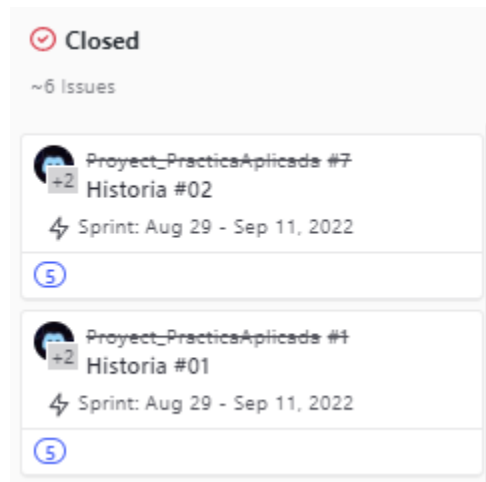 Closed
~6 Issues
Proyect_PracticaAplicada #7
+2
Historia #02
Sprint: Aug 29 - Sep 11, 2022
5
Proyect_PracticaAplicada #1
+2
Historia #01
Sprint: Aug 29 - Sep 11, 2022
5